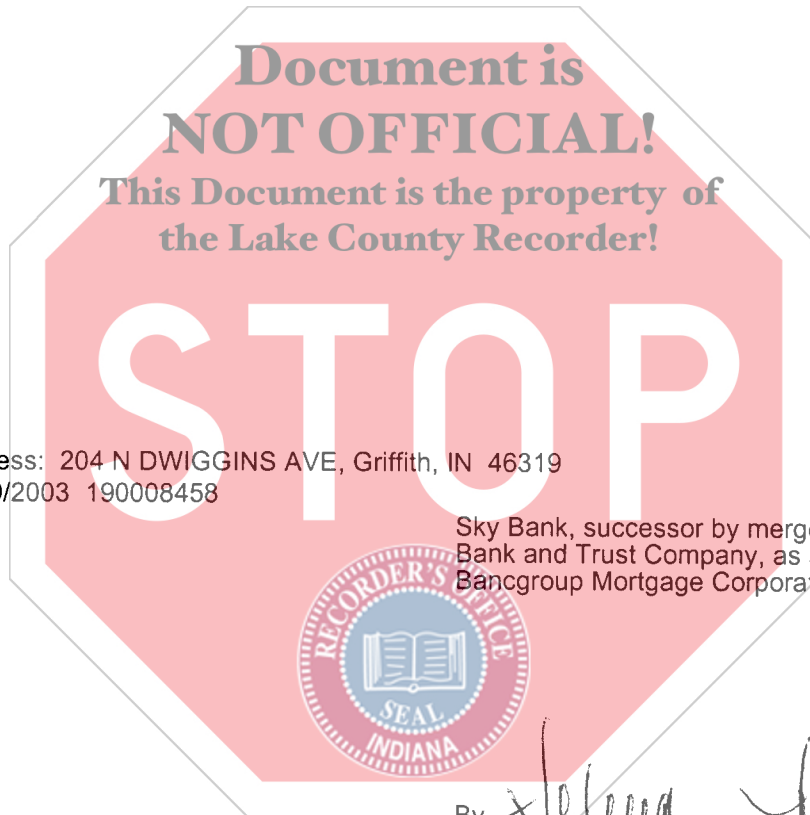 Document is
NOT OFFICIAL!
This Document is the property of
the Lake County Recorder!
STOP
ess: 204 N DWIGGINS AVE, Griffith, IN 46319
/2003 190008458
Sky Bank, successor by merge
Bank and Trust Company, as
Bancgroup Mortgage Corpora
RECORDER'S OFFICE
SEAL
INDIANA
By